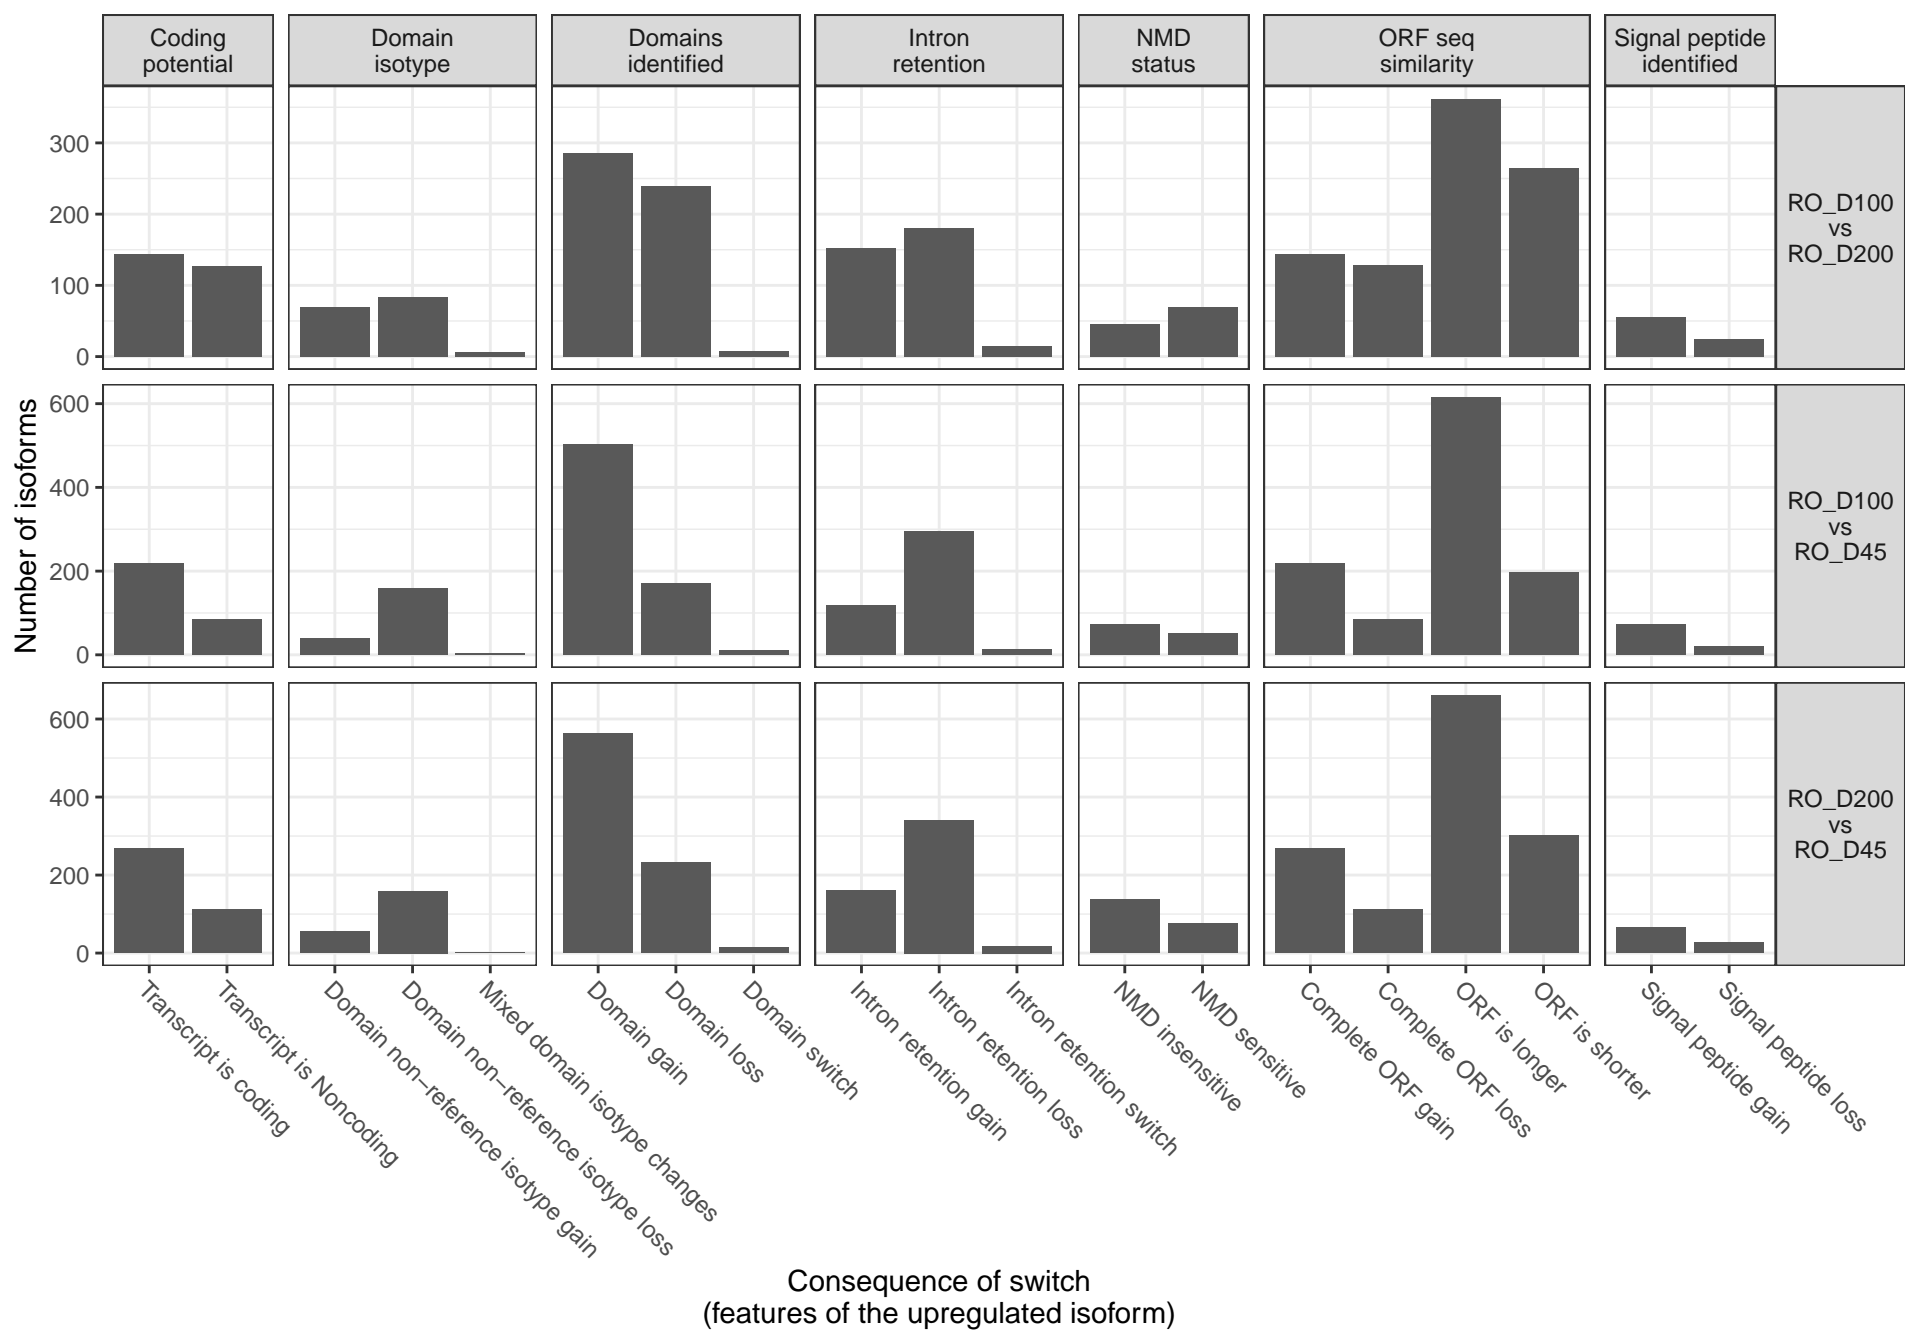 Coding
potential
Domain
isotype
Domains
identified
Intron
retention
NMD
status
ORF seq
similarity
Signal peptide
identified
Number of isoforms
300
200
100
0
RO_D100
vs
RO_D200
600
400
200
0
RO_D100
vs
RO_D45
600
400
200
0
RO_D200
vs
RO_D45
Transcript is coding
Transcript is Noncoding
Domain non−reference isotype gain
Domain non−reference isotype loss
Mixed domain isotype changes
Domain gain
Domain loss
Domain switch
Intron retention gain
Intron retention loss
Intron retention switch
NMD insensitive
NMD sensitive
Complete ORF gain
Complete ORF loss
ORF is longer
ORF is shorter
Signal peptide gain
Signal peptide loss
Consequence of switch
(features of the upregulated isoform)